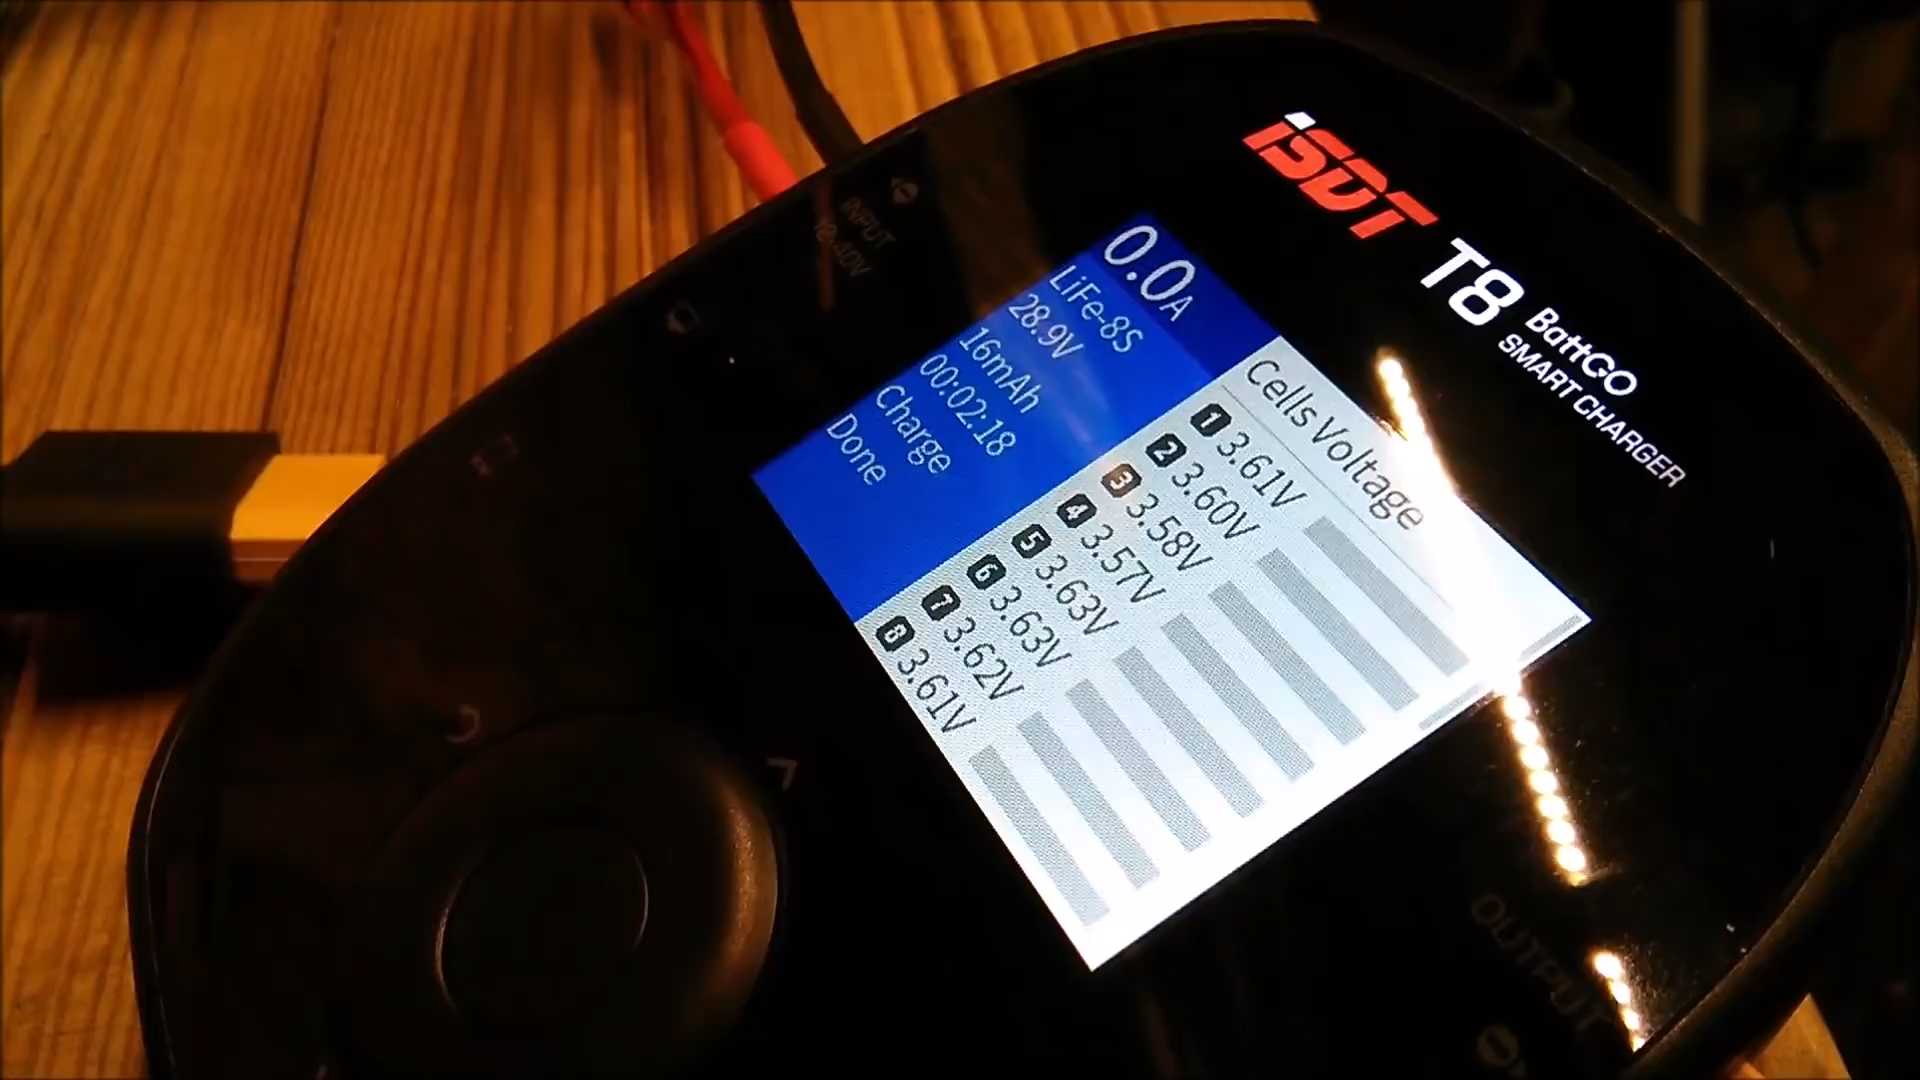 iSDT
T8 BattGO
SMART CHARGER
INPUT
12-40V
0.0A
LiFe-8S
28.9V
16mAh
00:02:18
Charge
Done
Cells Voltage
1 3.61V
2 3.60V
3 3.58V
4 3.57V
5 3.63V
6 3.63V
7 3.62V
8 3.61V
OUTPUT